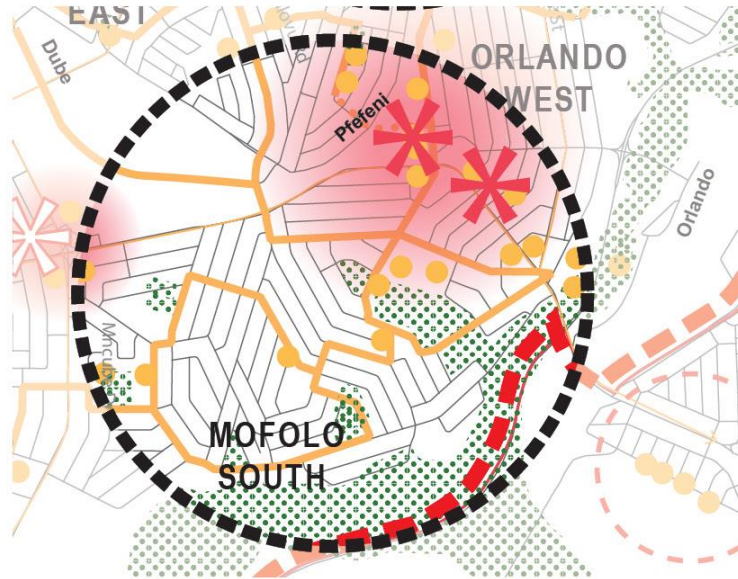 EAST
Dube
ORLANDO
WEST
Pfefeni
Orlando
MOFOLO
SOUTH